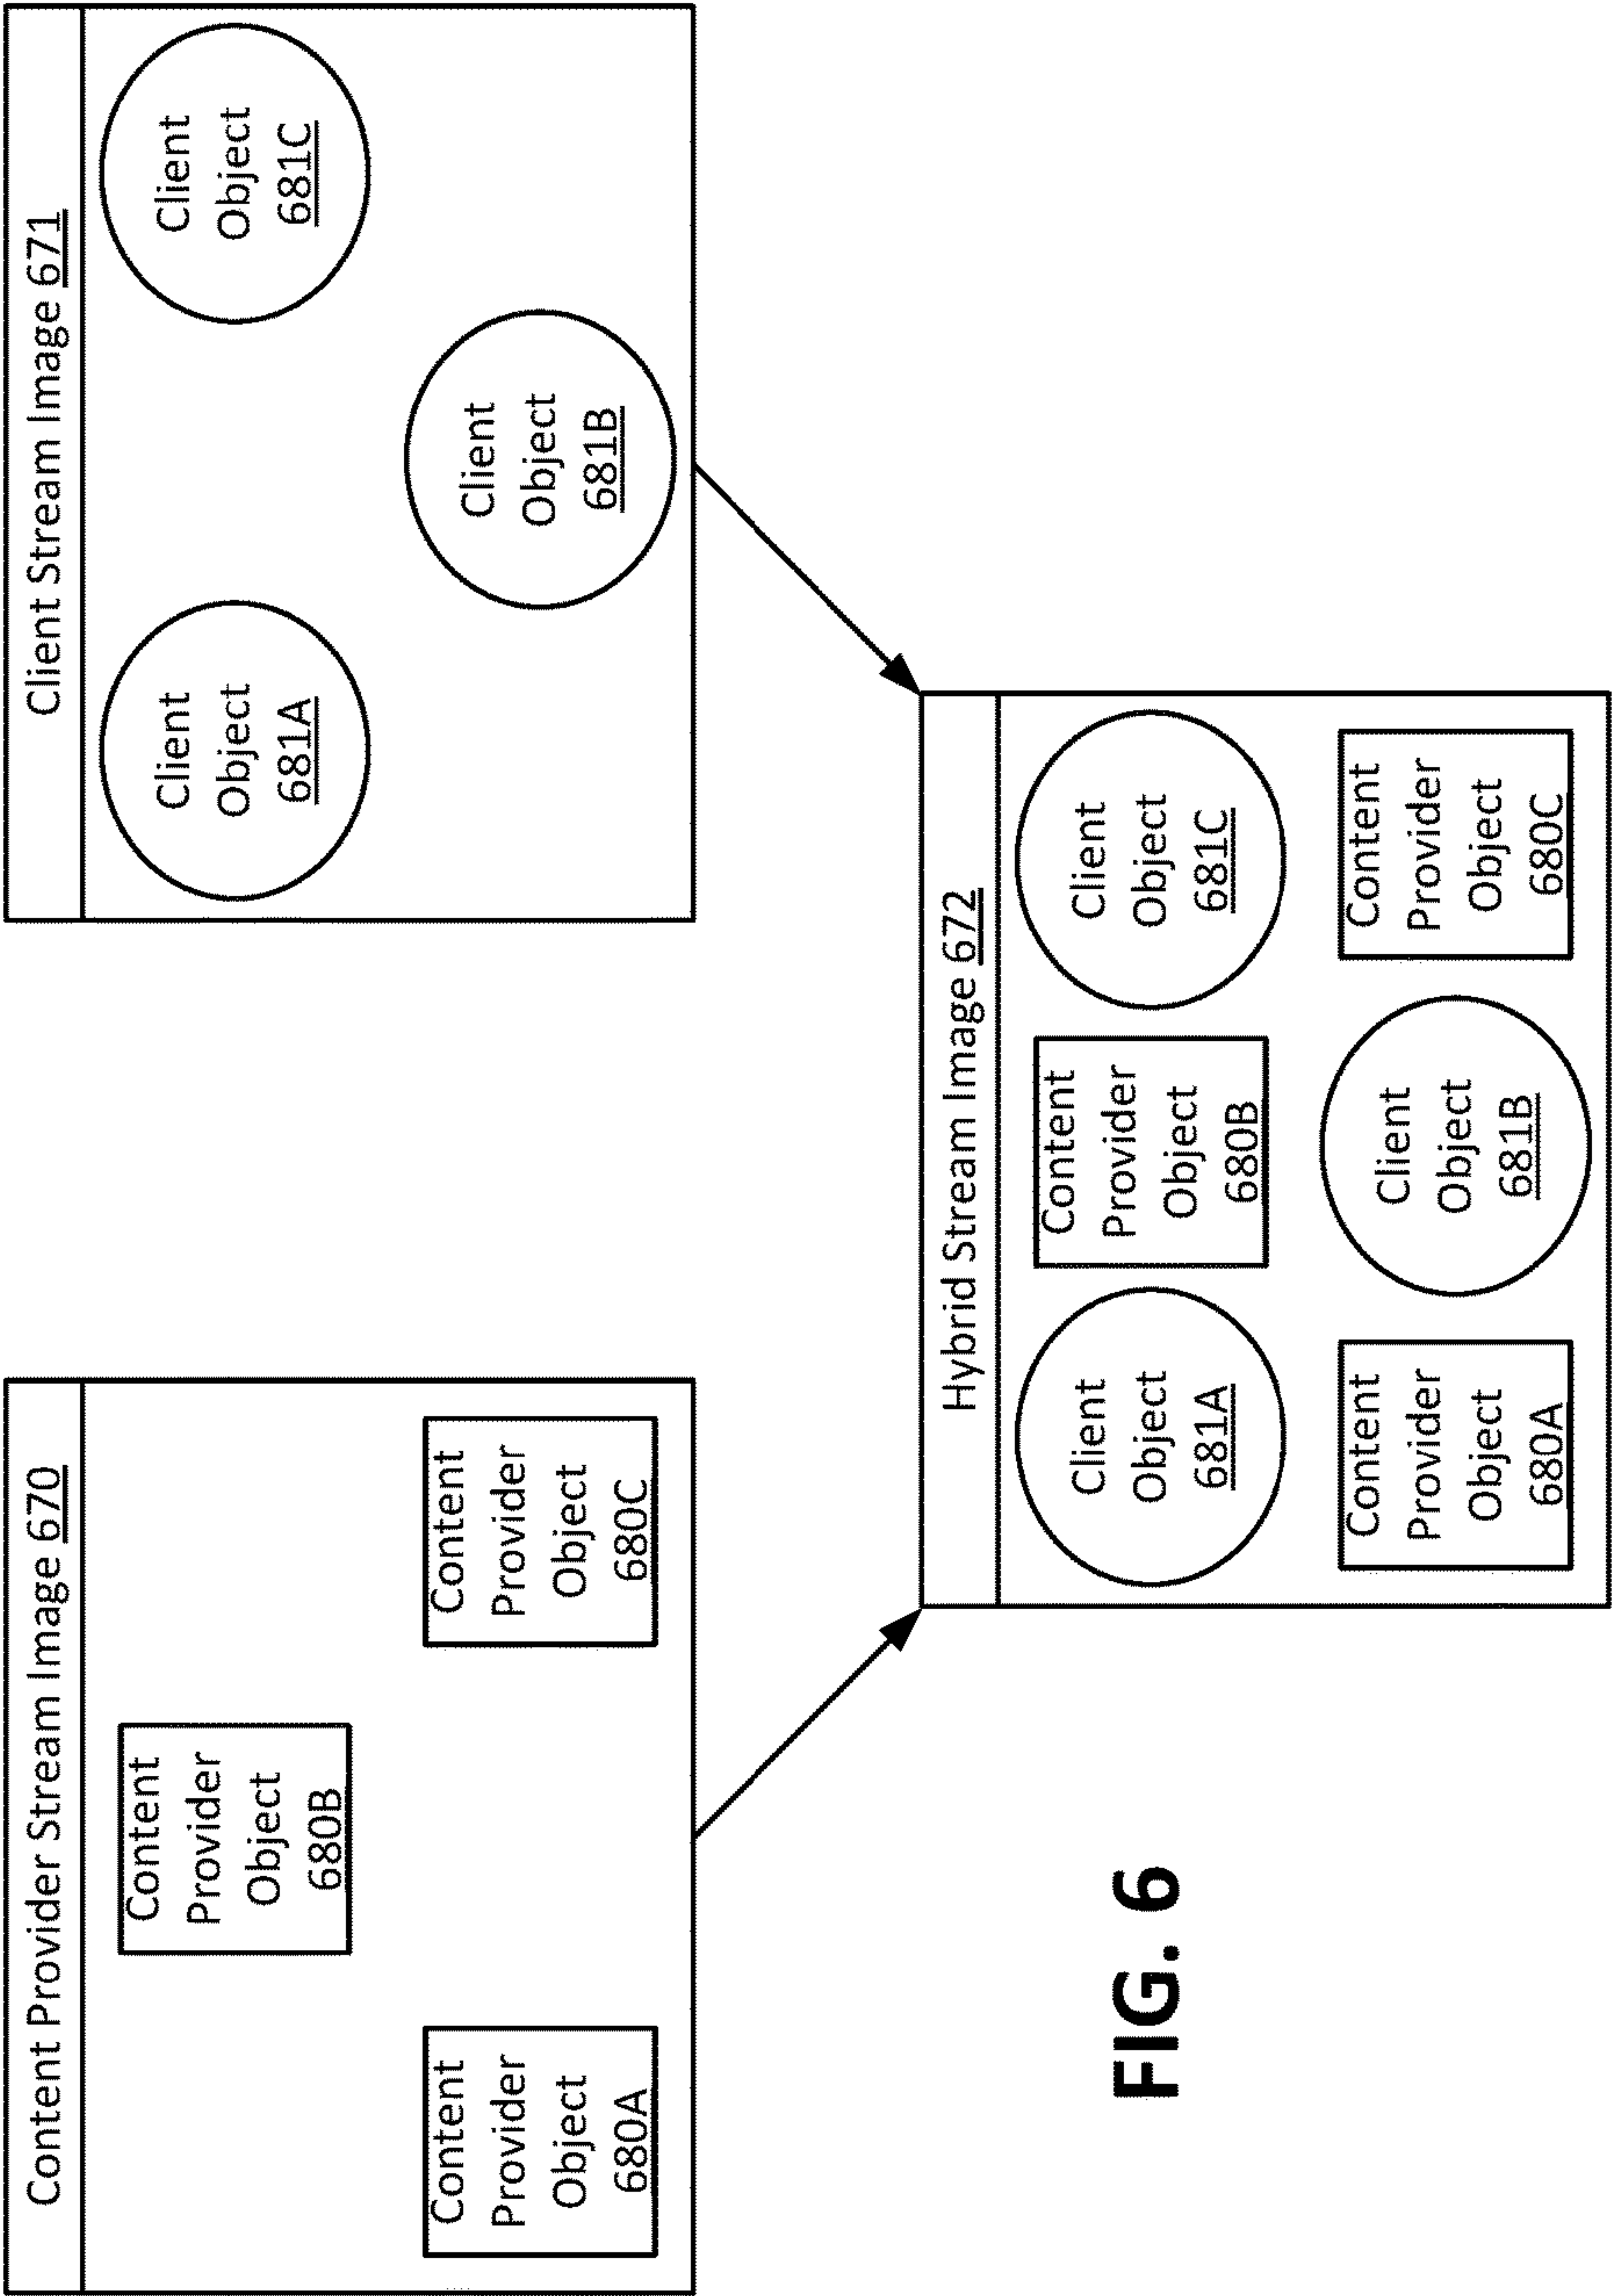 Content Provider Stream Image 670
Content
Provider
Object
680B
Content
Provider
Object
680A
Content
Provider
Object
680C
Client Stream Image 671
Client
Object
681A
Client
Object
681C
Client
Object
681B
Hybrid Stream Image 672
Client
Object
681A
Content
Provider
Object
680B
Client
Object
681C
Content
Provider
Object
680A
Client
Object
681B
Content
Provider
Object
680C
FIG. 6